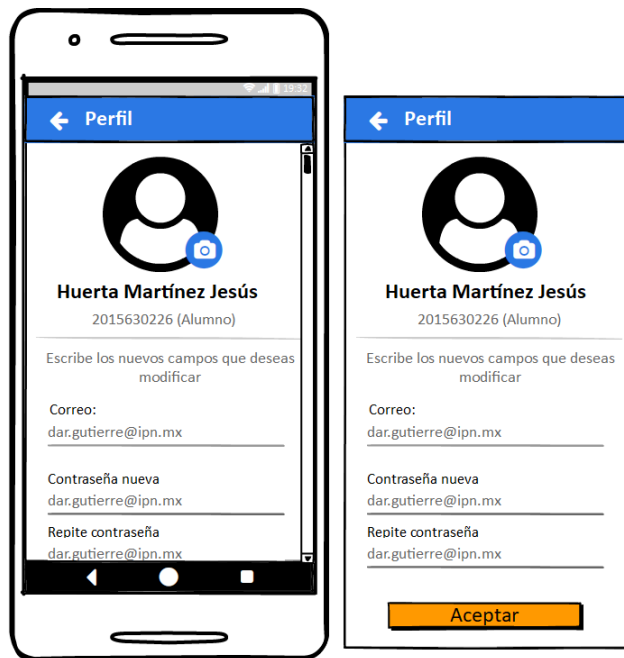 19:32
Perfil
Huerta Martínez Jesús
2015630226 (Alumno)
Escribe los nuevos campos que deseas
modificar
Correo:
dar.gutierre@ipn.mx
Contraseña nueva
dar.gutierre@ipn.mx
Repite contraseña
dar.gutierre@ipn.mx
Perfil
Huerta Martínez Jesús
2015630226 (Alumno)
Escribe los nuevos campos que deseas
modificar
Correo:
dar.gutierre@ipn.mx
Contraseña nueva
dar.gutierre@ipn.mx
Repite contraseña
dar.gutierre@ipn.mx
Aceptar